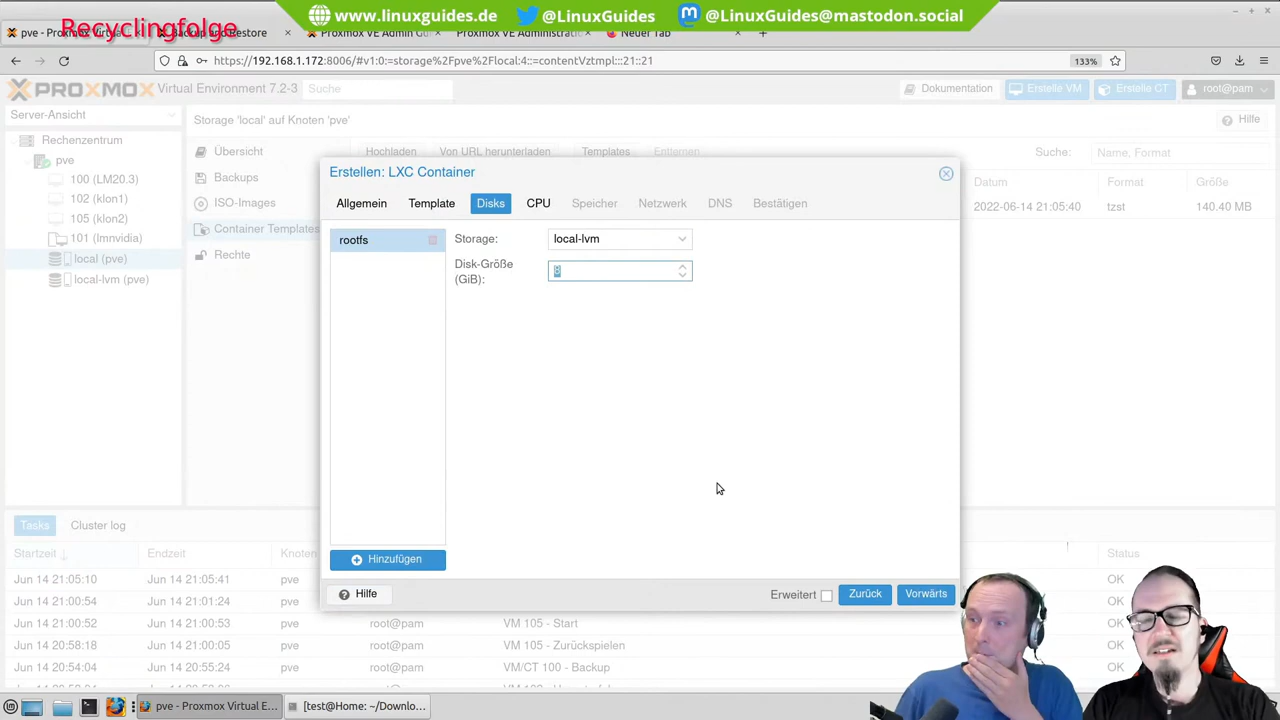 www.linuxguides.de @LinuxGuides @LinuxGuides@mastodon.social
Recyclingfolge
pve - Proxmox Virtual Backup and Restore Proxmox VE Admin Gu Proxmox VE Administra Neuer Tab
https://192.168.1.172:8006/#v1:0:=storage%2Fpve%2Flocal:4::=contentVztmpl:::21::21 133%
PROXMOX Virtual Environment 7.2-3 Suche Dokumentation Erstelle VM Erstelle CT root@pam
Server-Ansicht Storage 'local' auf Knoten 'pve' Hilfe
Rechenzentrum
pve
100 (LM20.3)
102 (klon1)
105 (klon2)
101 (lmnvidia)
local (pve)
local-lvm (pve)
Übersicht
Backups
ISO-Images
Container Templates
Rechte
Hochladen Von URL herunterladen Templates Entfernen Suche: Name, Format
Datum Format Größe
2022-06-14 21:05:40 tzst 140.40 MB
Erstellen: LXC Container
Allgemein Template Disks CPU Speicher Netzwerk DNS Bestätigen
rootfs
Storage: local-lvm
Disk-Größe
(GiB): 8
Hinzufügen
Hilfe Erweitert Zurück Vorwärts
Tasks Cluster log
Startzeit Endzeit Knoten Status
Jun 14 21:05:10 Jun 14 21:05:41 pve OK
Jun 14 21:00:54 Jun 14 21:01:24 pve OK
Jun 14 21:00:52 Jun 14 21:00:53 pve root@pam VM 105 - Start
Jun 14 20:58:18 Jun 14 21:00:05 pve root@pam VM 105 - Zurückspielen
Jun 14 20:54:04 Jun 14 20:55:24 pve root@pam VM/CT 100 - Backup
pve - Proxmox Virtual E... [test@Home: ~/Downlo...